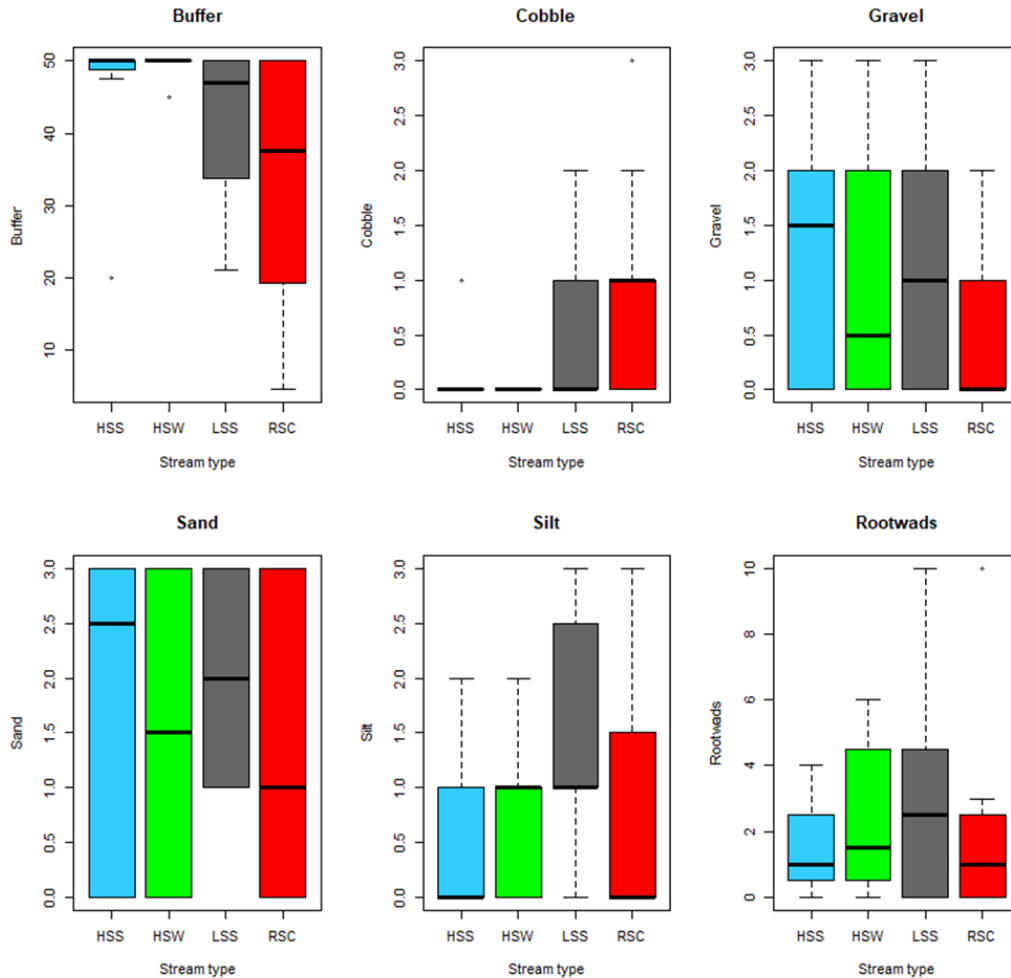 Buffer
Cobble
Gravel
Buffer
10
20
30
40
50
HSS HSW LSS RSC
Stream type
Cobble
0.0
0.5
1.0
1.5
2.0
2.5
3.0
HSS HSW LSS RSC
Stream type
Gravel
0.0
0.5
1.0
1.5
2.0
2.5
3.0
HSS HSW LSS RSC
Stream type
Sand
Silt
Rootwads
Sand
0.0
0.5
1.0
1.5
2.0
2.5
3.0
HSS HSW LSS RSC
Stream type
Silt
0.0
0.5
1.0
1.5
2.0
2.5
3.0
HSS HSW LSS RSC
Stream type
Rootwads
0
2
4
6
8
10
HSS HSW LSS RSC
Stream type